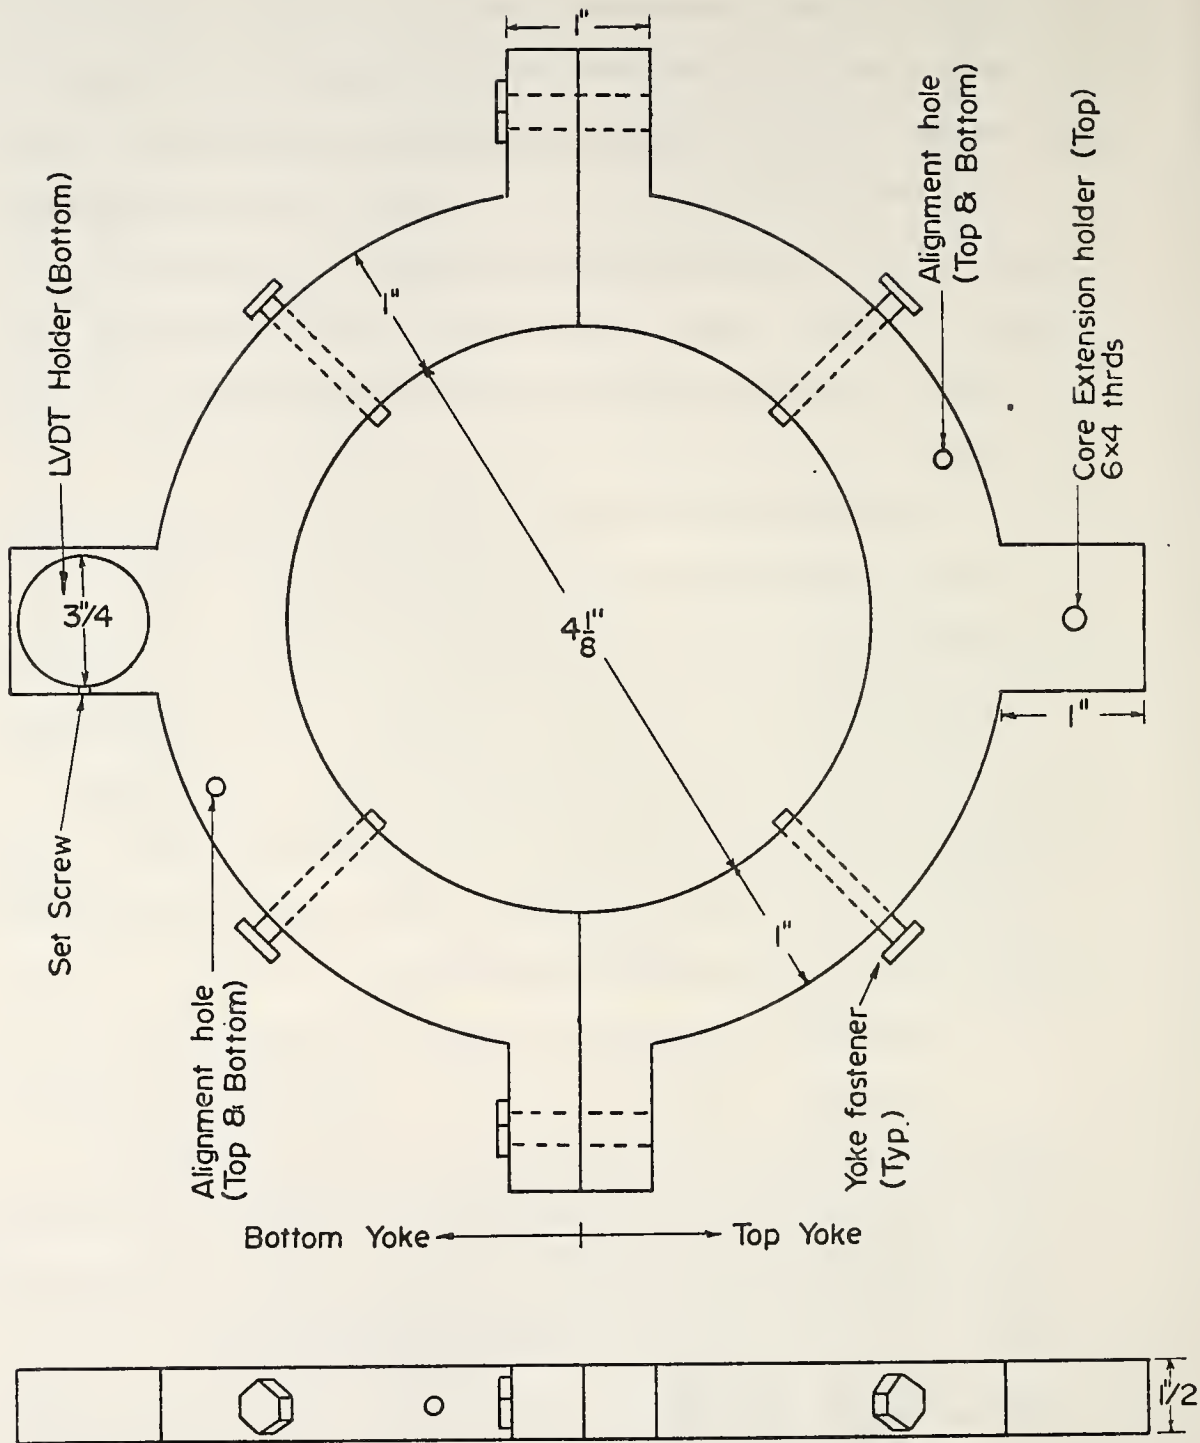 1"
LVDT Holder (Bottom)
Alignment hole
(Top & Bottom)
Core Extension holder (Top)
6x4 thrds
1"
3"/4
4 1/8"
Set Screw
1"
1"
Alignment hole
(Top & Bottom)
Yoke fastener
(Typ.)
Bottom Yoke
Top Yoke
1"/2